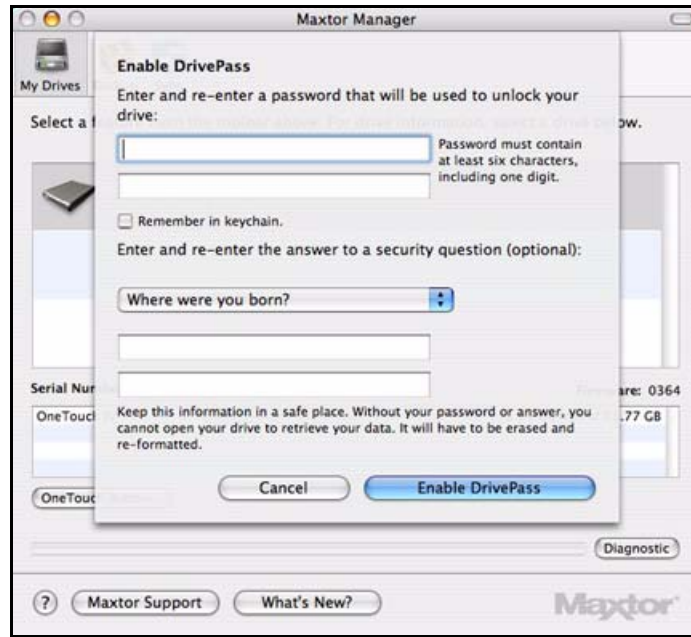 Maxtor Manager
My Drives
Enable DrivePass
Enter and re-enter a password that will be used to unlock your
drive:
Select a
ow.
Password must contain
at least six characters,
including one digit.
Remember in keychain.
Enter and re-enter the answer to a security question (optional):
Where were you born?
Serial Nu
are: 0364
OneTouc
.77 GB
Keep this information in a safe place. Without your password or answer, you
cannot open your drive to retrieve your data. It will have to be erased and
re-formatted.
Cancel
Enable DrivePass
OneTouc
Diagnostic
?
Maxtor Support
What's New?
Maxtor